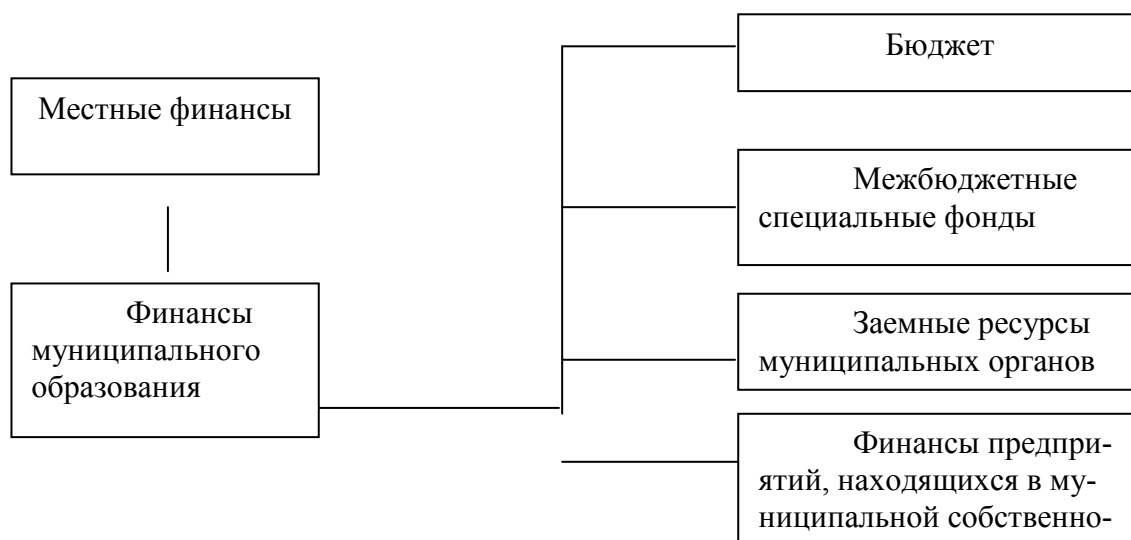 Местные финансы
Финансы
муниципального
образования
Бюджет
Межбюджетные
специальные фонды
Заемные ресурсы
муниципальных органов
Финансы предпри-
ятий, находящихся в му-
ниципальной собственно-